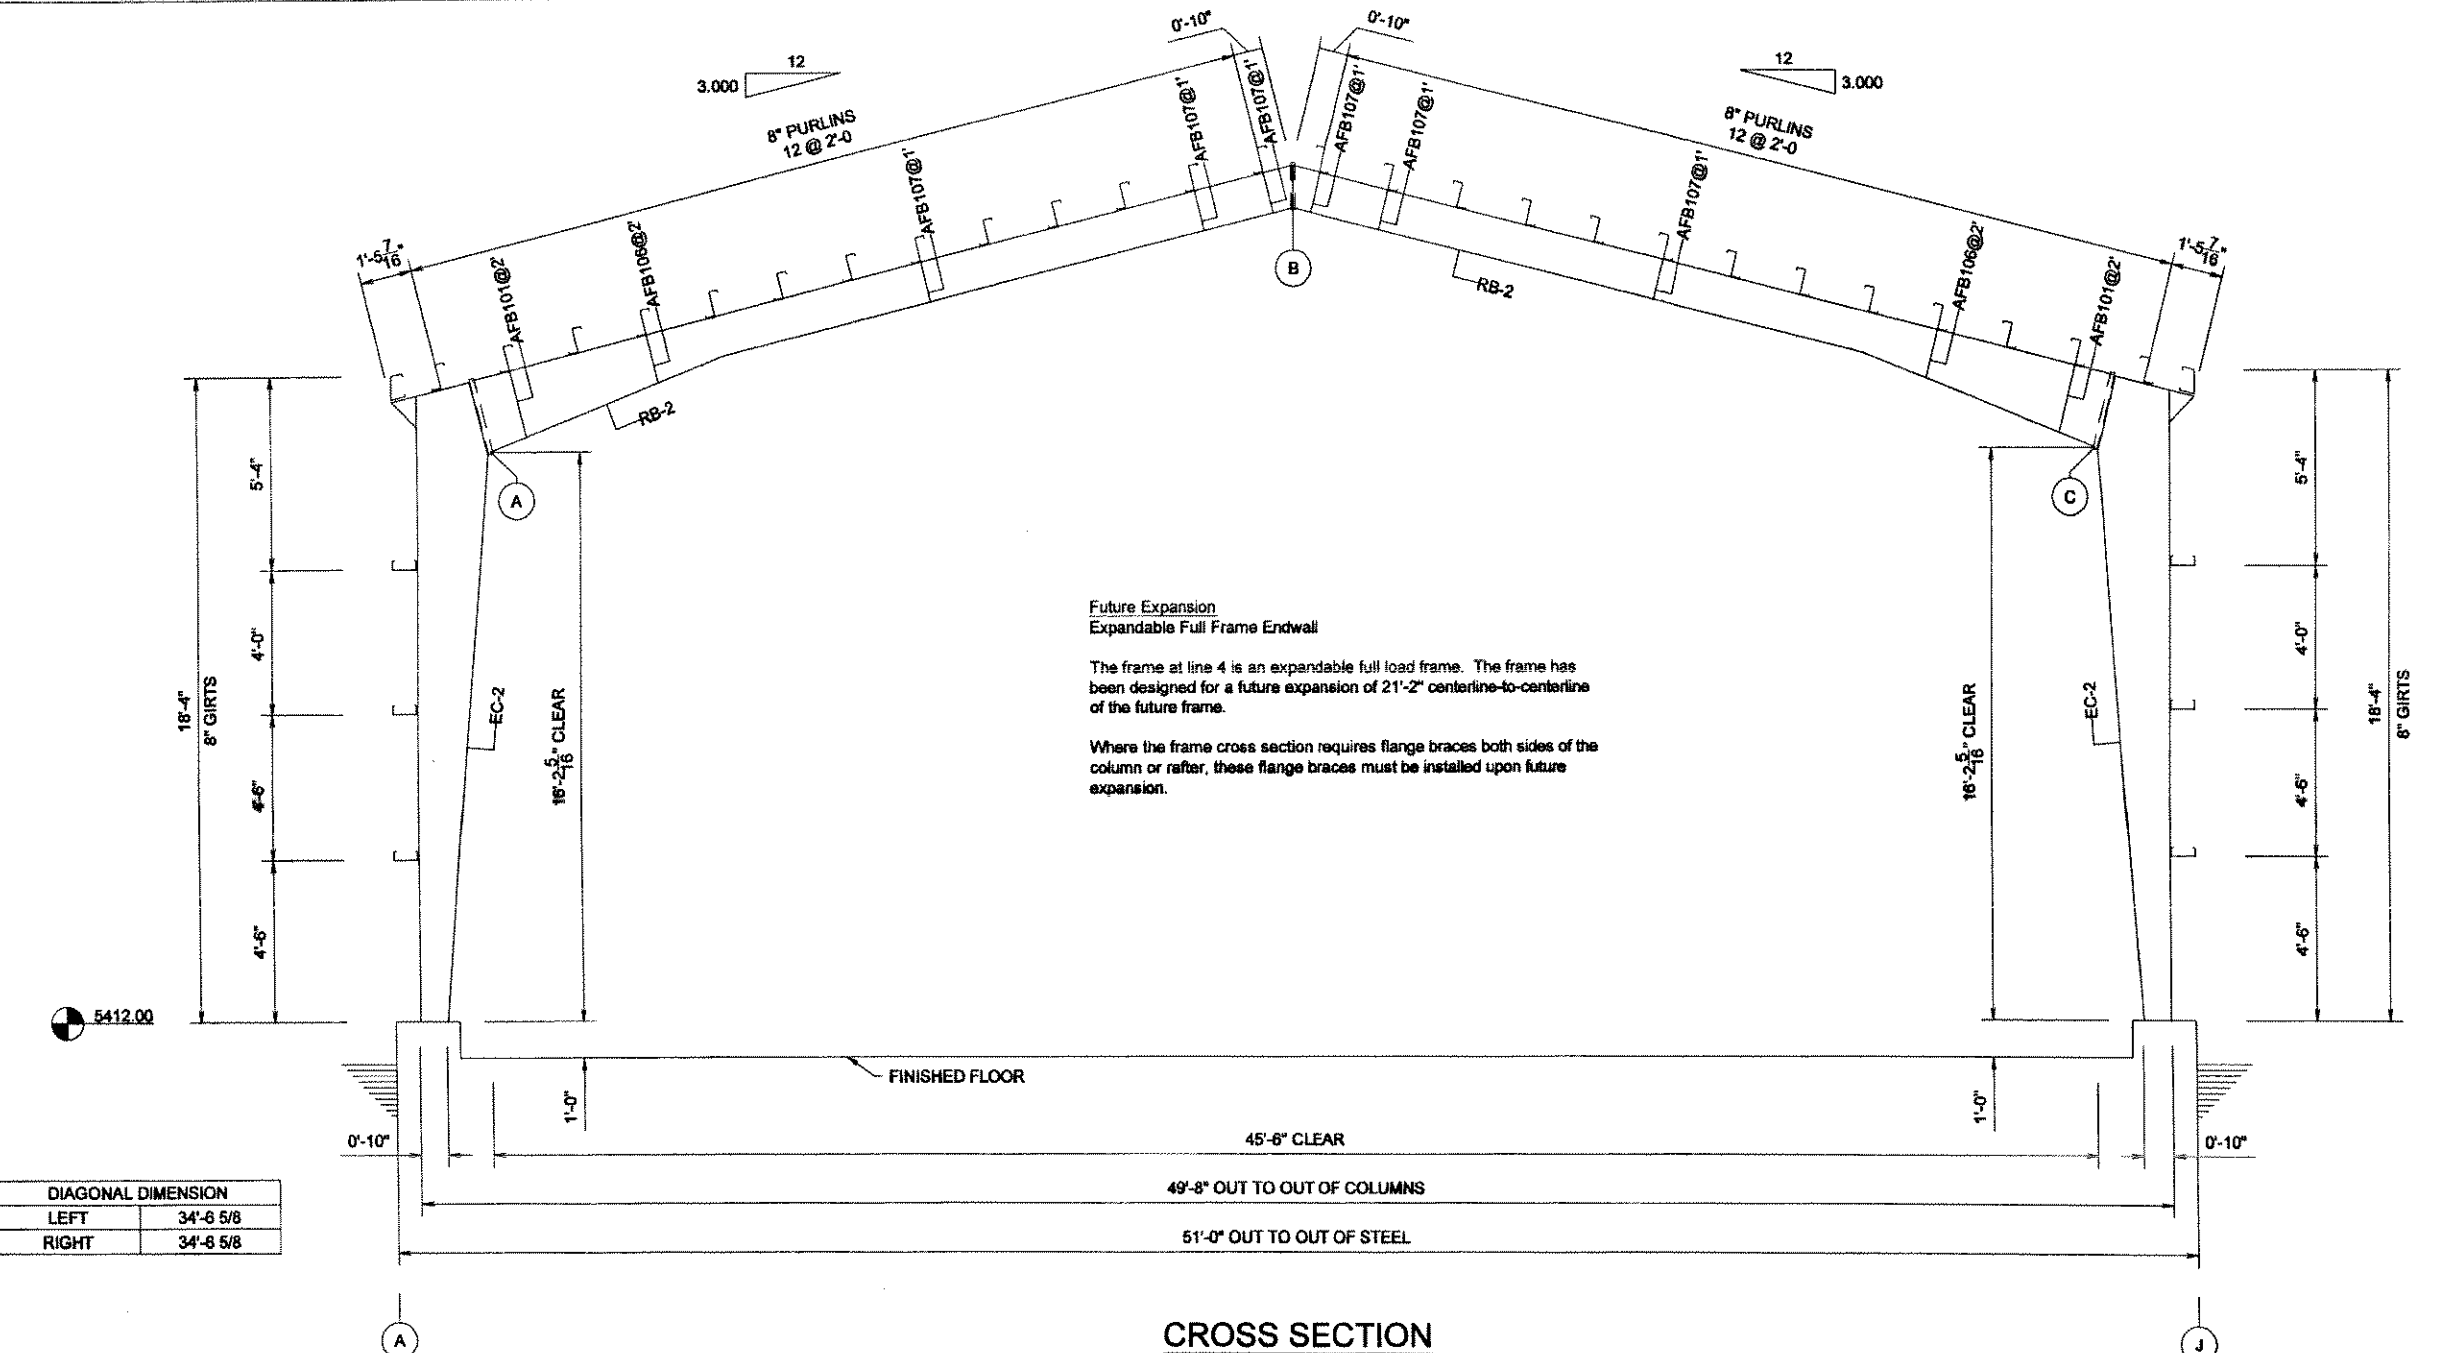 0'-10"
0'-10"
12
3.000
12
3.000
8" PURLINS
12 @ 2'-0
8" PURLINS
12 @ 2'-0
1'-5 7/16"
AFB101@2'
AFB106@2'
AFB107@1'
AFB107@1'
AFB107@1'
AFB107@1'
AFB107@1'
AFB107@1'
AFB106@2'
AFB101@2'
1'-5 7/16"
B
RB-2
RB-2
A
C
18'-4"
8" GIRTS
5'-4"
4'-0"
4'-6"
4'-6"
EC-2
16'-2 5/16" CLEAR
Future Expansion
Expandable Full Frame Endwall
The frame at line 4 is an expandable full load frame. The frame has
been designed for a future expansion of 21'-2" centerline-to-centerline
of the future frame.
Where the frame cross section requires flange braces both sides of the
column or rafter, these flange braces must be installed upon future
expansion.
16'-2 5/16" CLEAR
EC-2
5'-4"
4'-0"
4'-6"
4'-6"
18'-4"
8" GIRTS
5412.00
FINISHED FLOOR
1'-0"
1'-0"
0'-10"
45'-6" CLEAR
0'-10"
49'-8" OUT TO OUT OF COLUMNS
51'-0" OUT TO OUT OF STEEL
DIAGONAL DIMENSION
LEFT 34'-6 5/8
RIGHT 34'-6 5/8
A
CROSS SECTION
J